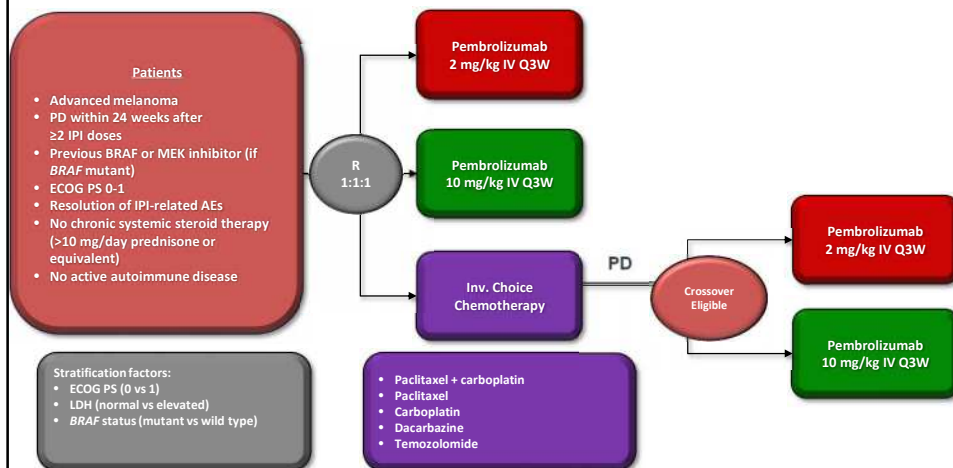 Patients
• Advanced melanoma
• PD within 24 weeks after
≥2 IPI doses
• Previous BRAF or MEK inhibitor (if
BRAF mutant)
• ECOG PS 0-1
• Resolution of IPI-related AEs
• No chronic systemic steroid therapy
(>10 mg/day prednisone or
equivalent)
• No active autoimmune disease
R
1:1:1
Pembrolizumab
2 mg/kg IV Q3W
Pembrolizumab
10 mg/kg IV Q3W
Inv. Choice
Chemotherapy
PD
Crossover
Eligible
Pembrolizumab
2 mg/kg IV Q3W
Pembrolizumab
10 mg/kg IV Q3W
Stratification factors:
• ECOG PS (0 vs 1)
• LDH (normal vs elevated)
• BRAF status (mutant vs wild type)
• Paclitaxel + carboplatin
• Paclitaxel
• Carboplatin
• Dacarbazine
• Temozolomide